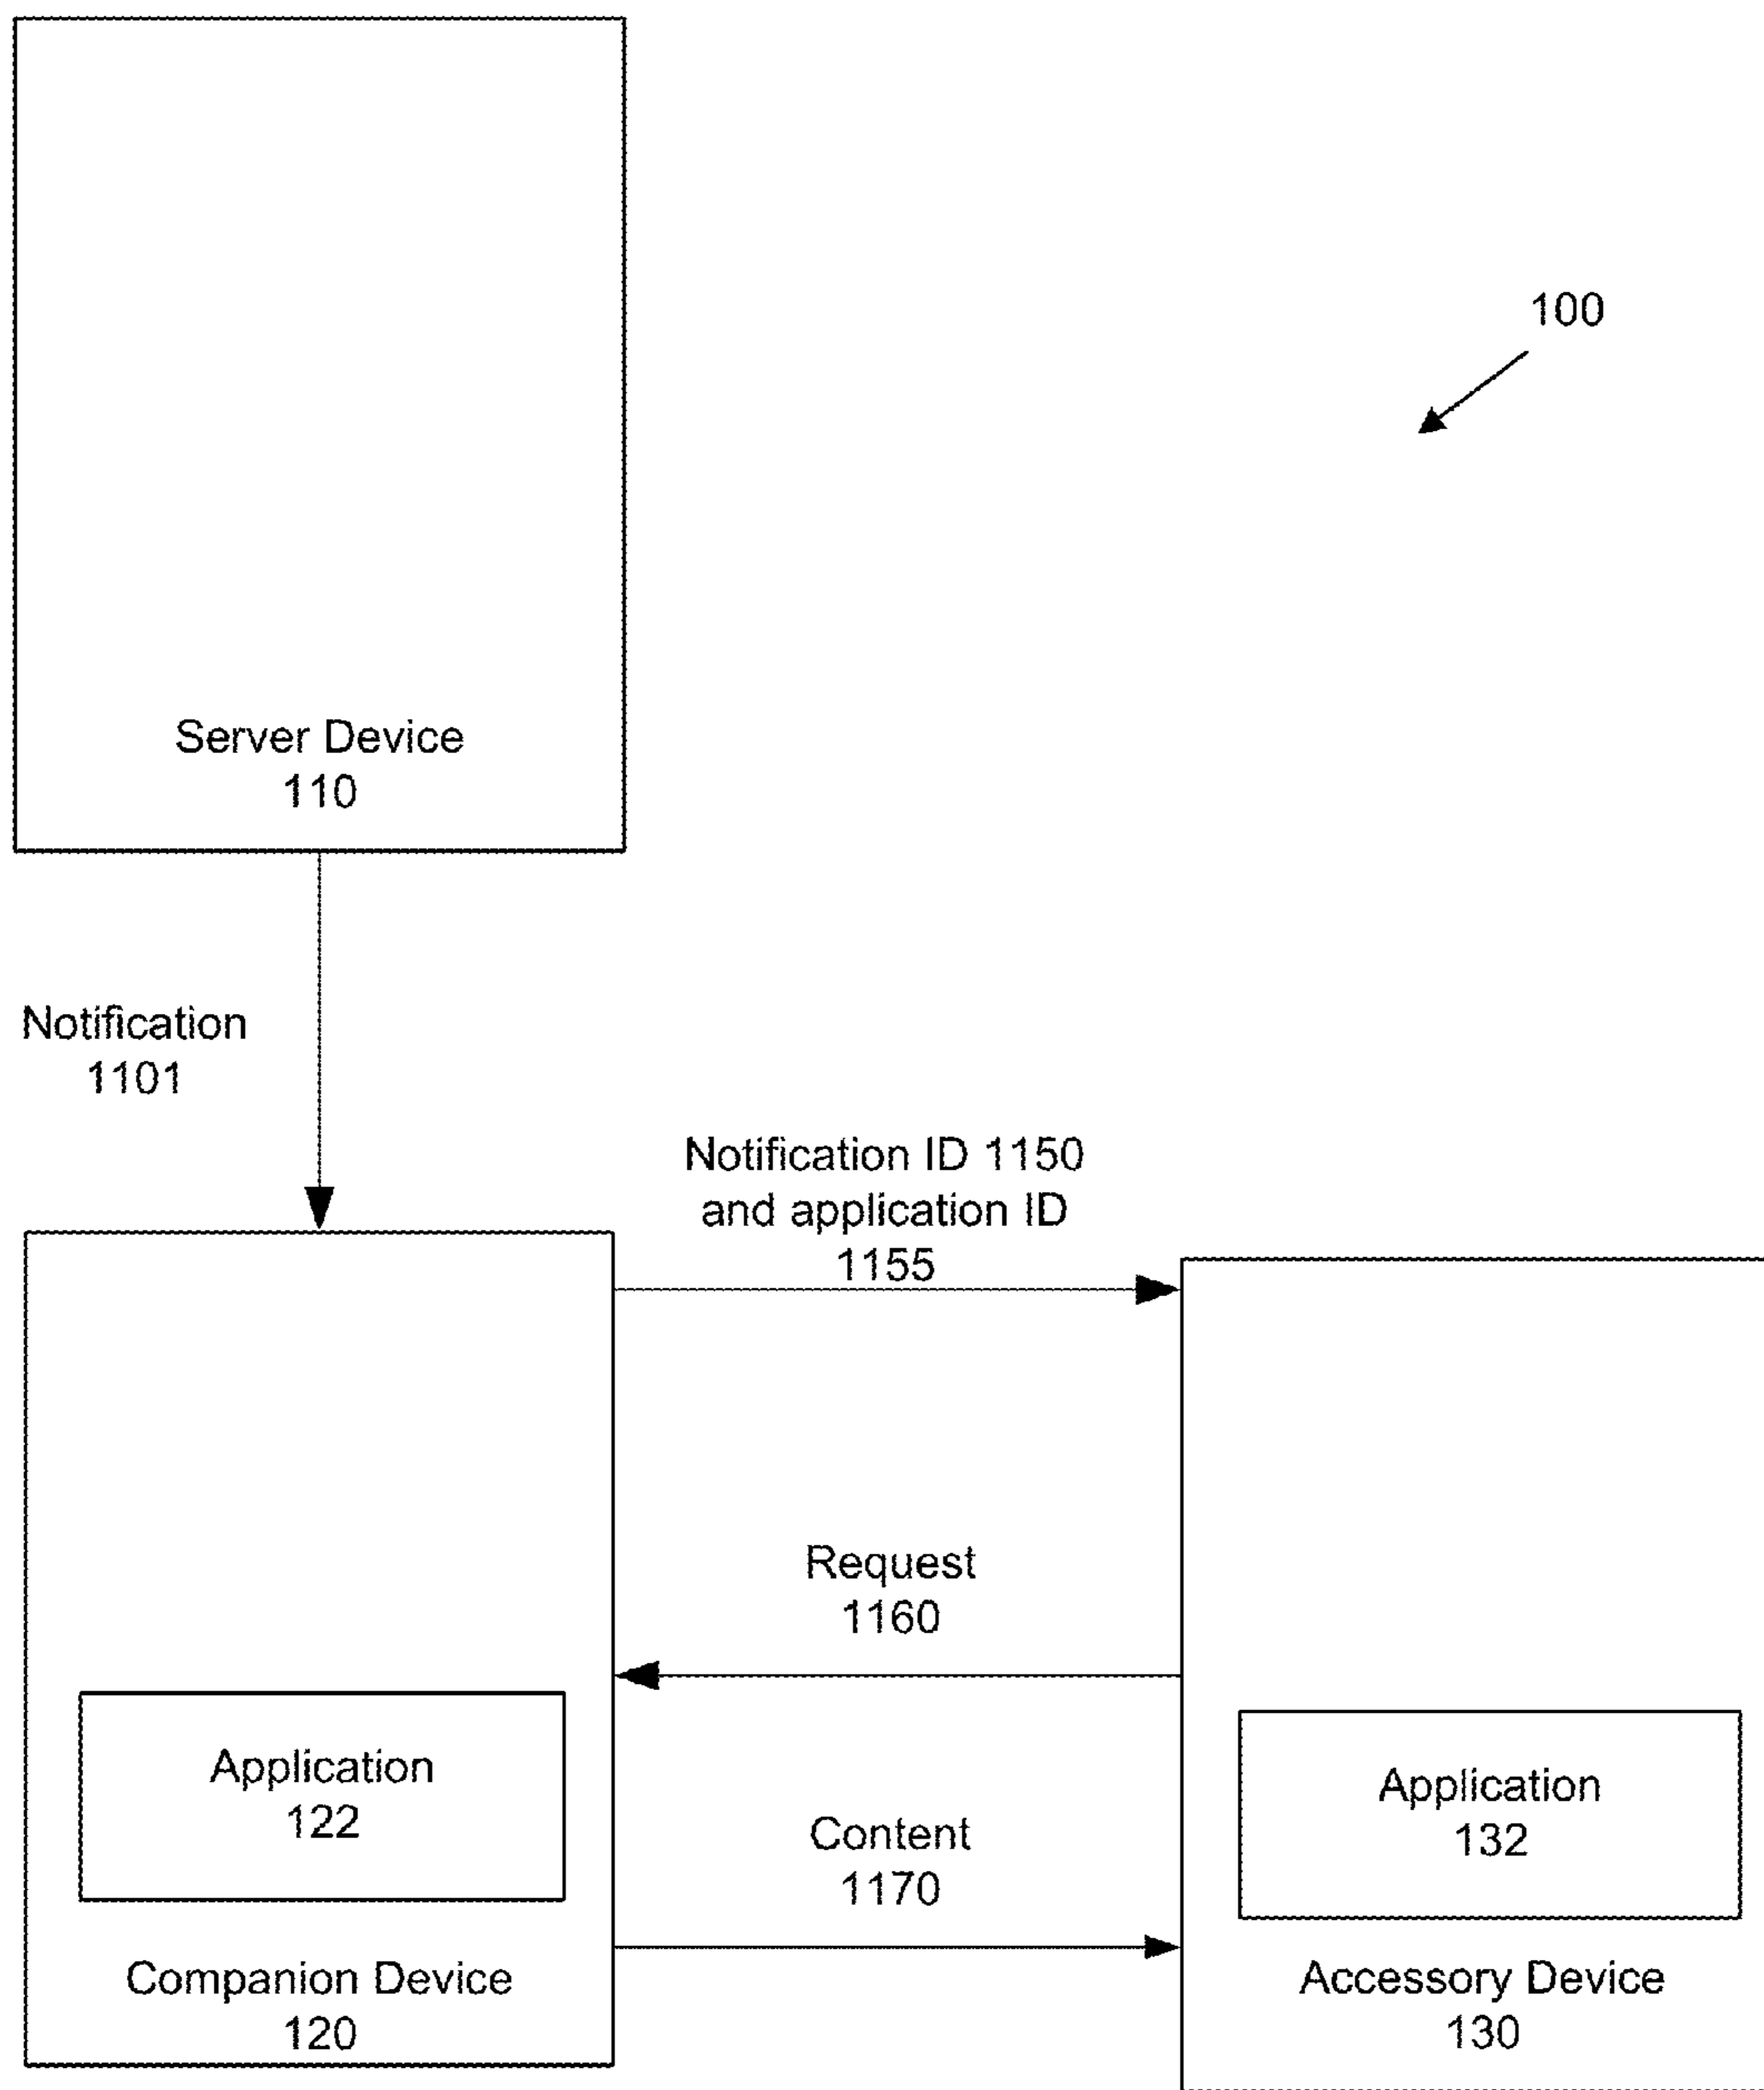 100
Server Device
110
Notification
1101
Notification ID 1150
and application ID
1155
Request
1160
Application
122
Content
1170
Application
132
Companion Device
120
Accessory Device
130